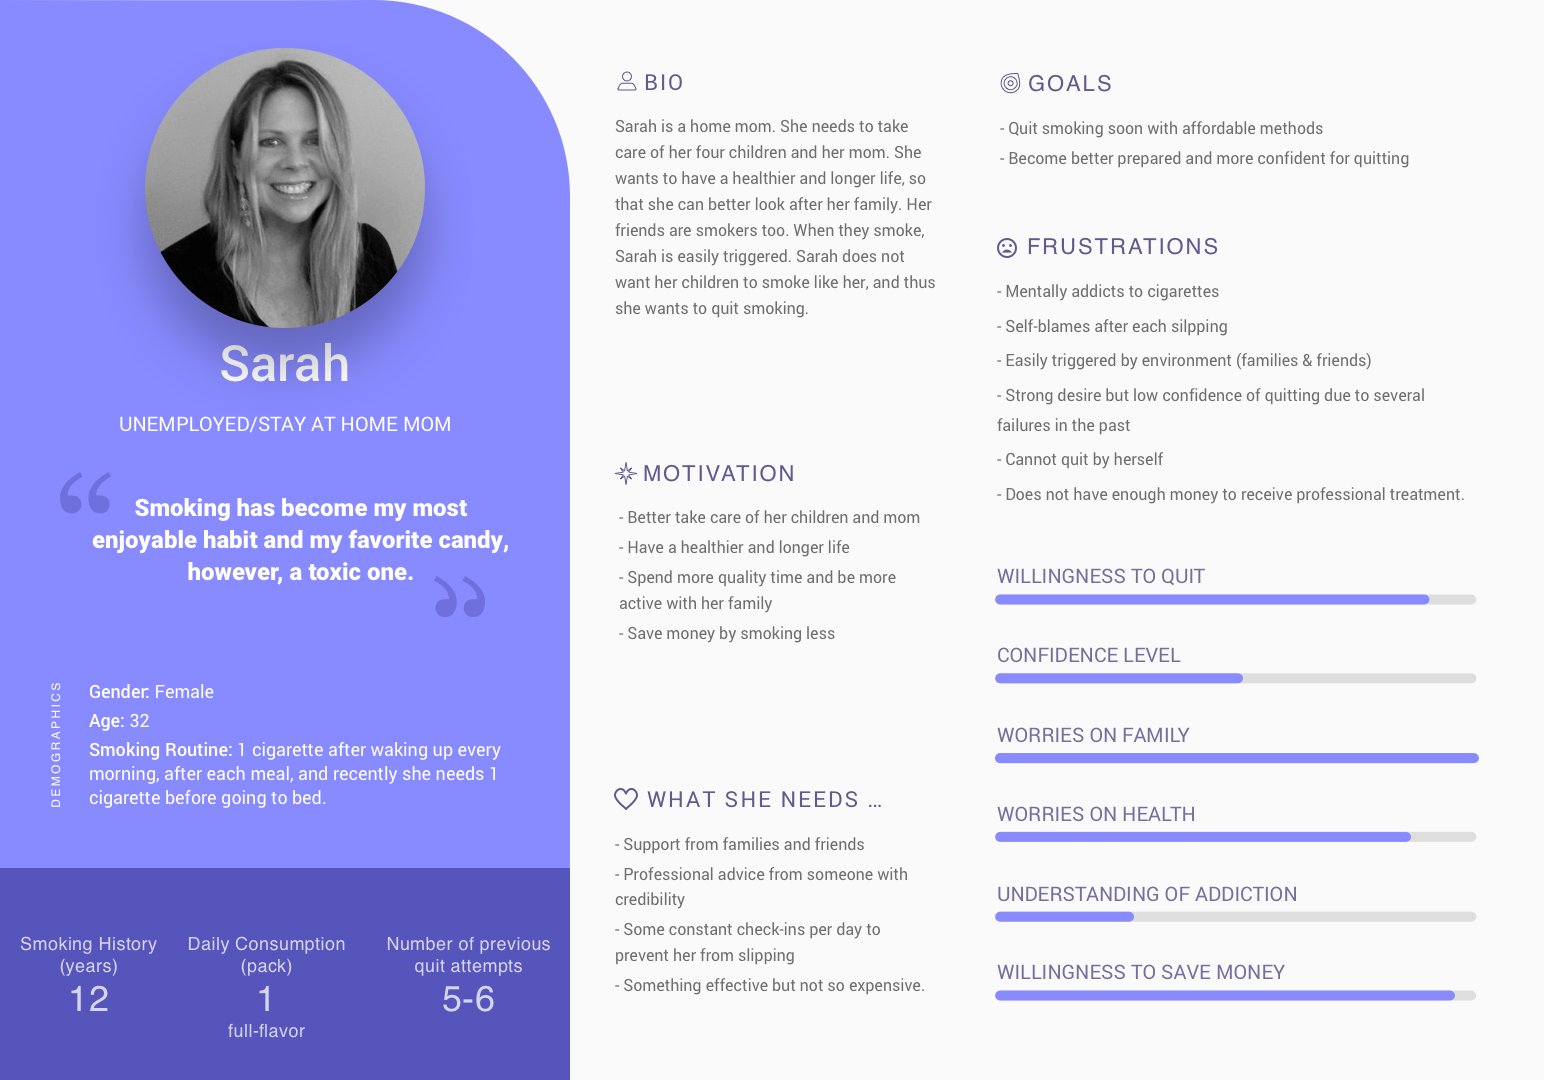 Sarah
UNEMPLOYED/STAY AT HOME MOM
“
Smoking has become my most
enjoyable habit and my favorite candy,
however, a toxic one.
”
DEMOGRAPHICS
Gender: Female
Age: 32
Smoking Routine: 1 cigarette after waking up every
morning, after each meal, and recently she needs 1
cigarette before going to bed.
Smoking History
(years)
12
Daily Consumption
(pack)
1
full-flavor
Number of previous
quit attempts
5-6
BIO
Sarah is a home mom. She needs to take
care of her four children and her mom. She
wants to have a healthier and longer life, so
that she can better look after her family. Her
friends are smokers too. When they smoke,
Sarah is easily triggered. Sarah does not
want her children to smoke like her, and thus
she wants to quit smoking.
MOTIVATION
- Better take care of her children and mom
- Have a healthier and longer life
- Spend more quality time and be more
active with her family
- Save money by smoking less
WHAT SHE NEEDS ...
- Support from families and friends
- Professional advice from someone with
credibility
- Some constant check-ins per day to
prevent her from slipping
- Something effective but not so expensive.
GOALS
- Quit smoking soon with affordable methods
- Become better prepared and more confident for quitting
FRUSTRATIONS
- Mentally addicts to cigarettes
- Self-blames after each silpping
- Easily triggered by environment (families & friends)
- Strong desire but low confidence of quitting due to several
failures in the past
- Cannot quit by herself
- Does not have enough money to receive professional treatment.
WILLINGNESS TO QUIT
CONFIDENCE LEVEL
WORRIES ON FAMILY
WORRIES ON HEALTH
UNDERSTANDING OF ADDICTION
WILLINGNESS TO SAVE MONEY